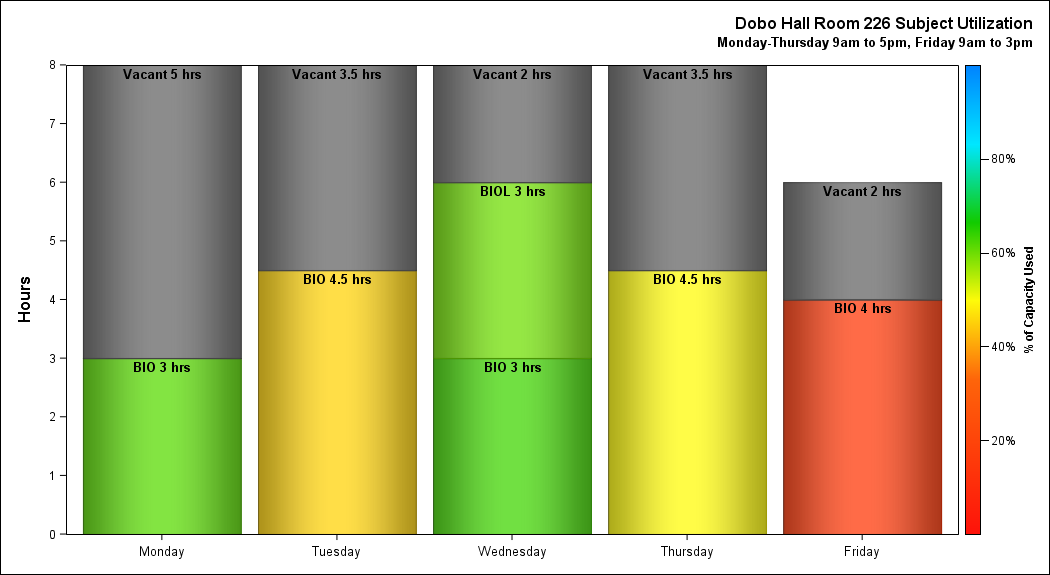 Dobo Hall Room 226 Subject Utilization
Monday-Thursday 9am to 5pm, Friday 9am to 3pm
Hours
8
7
6
5
4
3
2
1
0
Vacant 5 hrs
BIO 3 hrs
Vacant 3.5 hrs
BIO 4.5 hrs
Vacant 2 hrs
BIOL 3 hrs
BIO 3 hrs
Vacant 3.5 hrs
BIO 4.5 hrs
Vacant 2 hrs
BIO 4 hrs
Monday Tuesday Wednesday Thursday Friday
80%
60%
40%
20%
% of Capacity Used